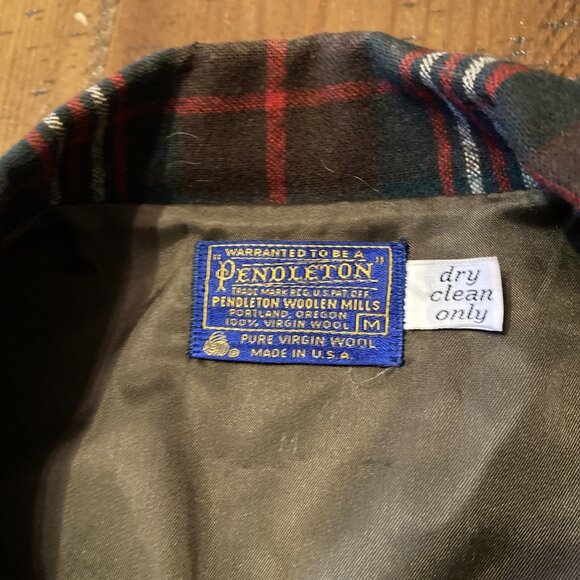 WARRANTED TO BE A
"PENDLETON"
TRADE MARK REG. U.S. PAT. OFF.
PENDLETON WOOLEN MILLS
PORTLAND, OREGON
100% VIRGIN WOOL M
PURE VIRGIN WOOL
MADE IN U.S.A.
dry
clean
only
M